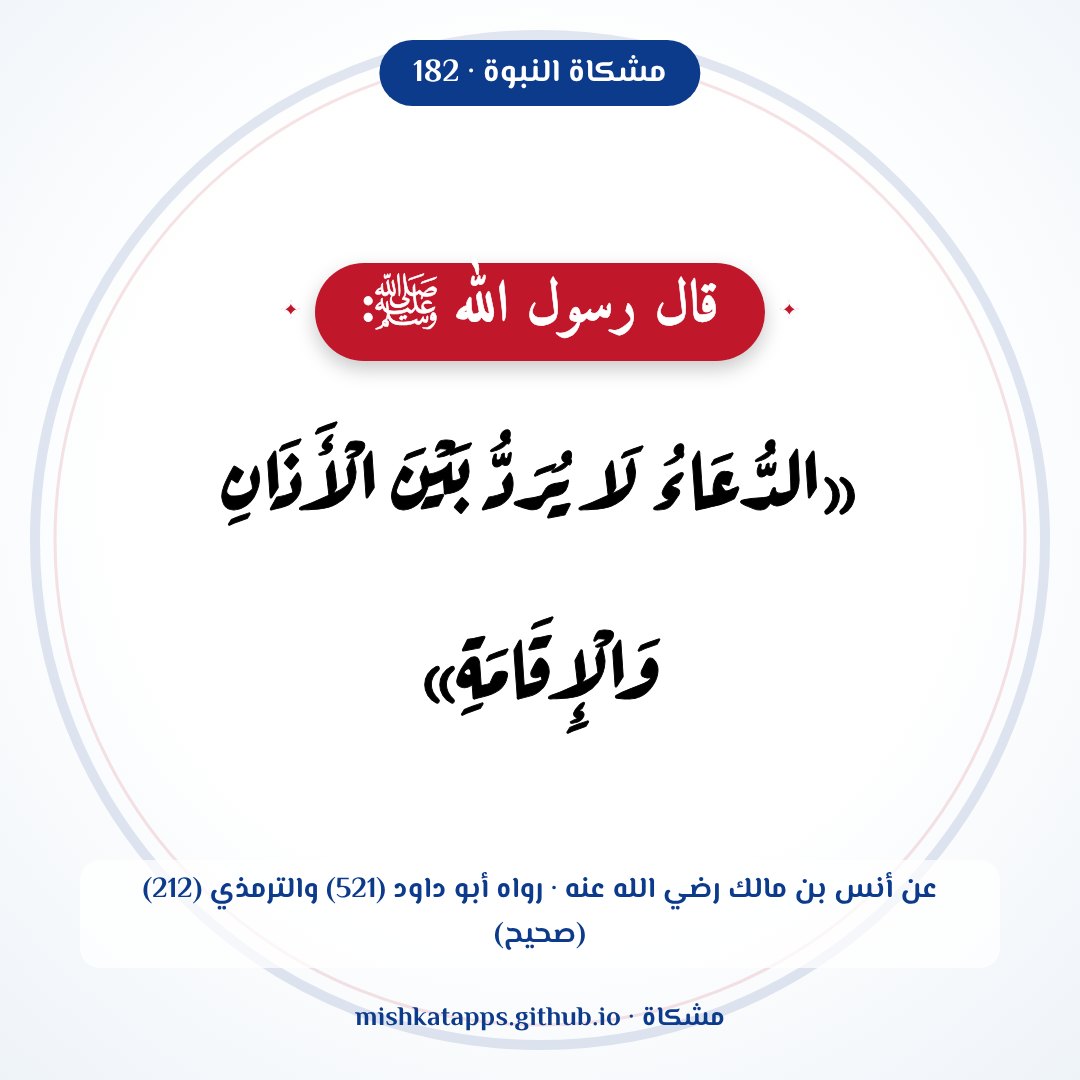 مشكاة النبوة · 182
قال رسول الله ﷺ:
«الدُّعَاءُ لَا يُرَدُّ بَيْنَ الْأَذَانِ
وَالْإِقَامَةِ»
عن أنس بن مالك رضي الله عنه · رواه أبو داود (521) والترمذي (212)
(صحيح)
مشكاة · mishkatapps.github.io